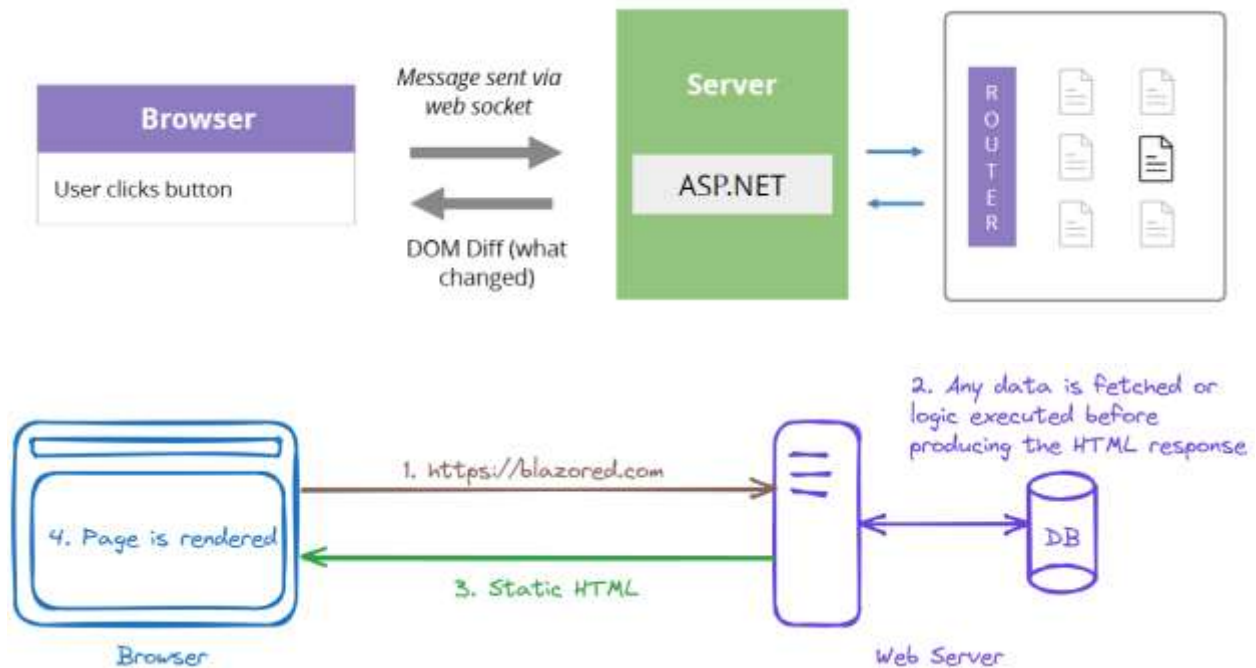 Message sent via
web socket
Browser
User clicks button
DOM Diff (what
changed)
Server
ASP.NET
ROUTER
2. Any data is fetched or
logic executed before
producing the HTML response
1. https://blazored.com
4. Page is rendered
DB
3. Static HTML
Browser
Web Server